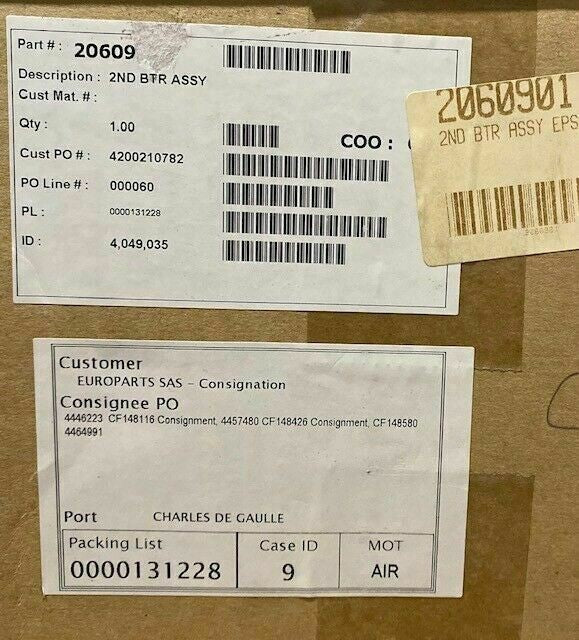 Part #: 20609
Description : 2ND BTR ASSY
Cust Mat. # :
Qty : 1.00
COO :
Cust PO # : 4200210782
PO Line # : 000060
PL : 0000131228
ID : 4,049,035
2060901
2ND BTR ASSY EPS
2060901
Customer
EUROPARTS SAS - Consignation
Consignee PO
4446223 CF148116 Consignment, 4457480 CF148426 Consignment, CF148580
4464991
Port CHARLES DE GAULLE
Packing List Case ID MOT
0000131228 9 AIR